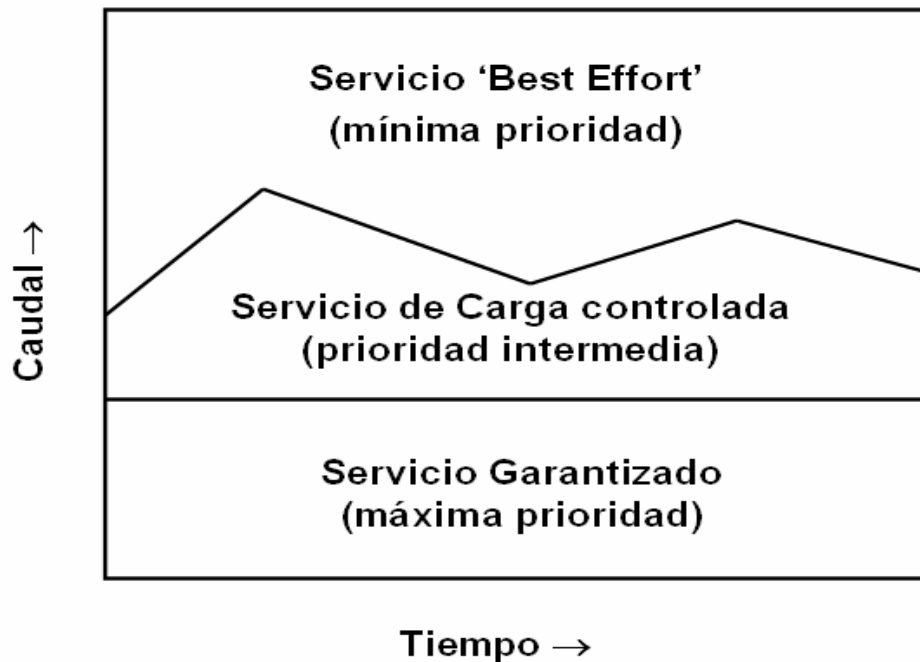 Servicio ‘Best Effort’
(mínima prioridad)
Caudal →
Servicio de Carga controlada
(prioridad intermedia)
Servicio Garantizado
(máxima prioridad)
Tiempo →